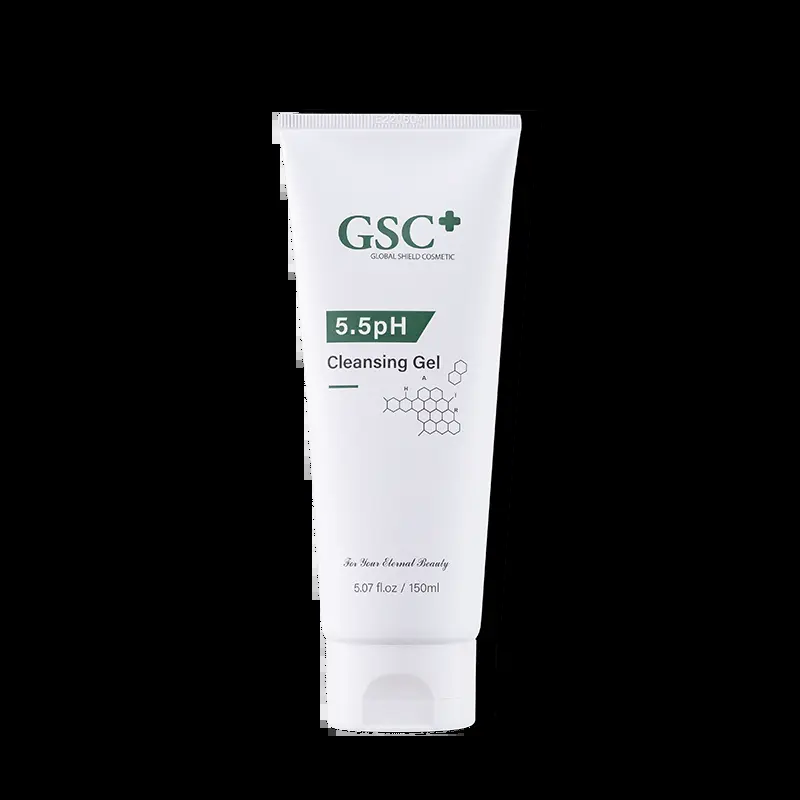 GSC+
GLOBAL SHIELD COSMETIC
5.5pH
Cleansing Gel
A
H
I
R
For Your Eternal Beauty
5.07 fl.oz / 150ml